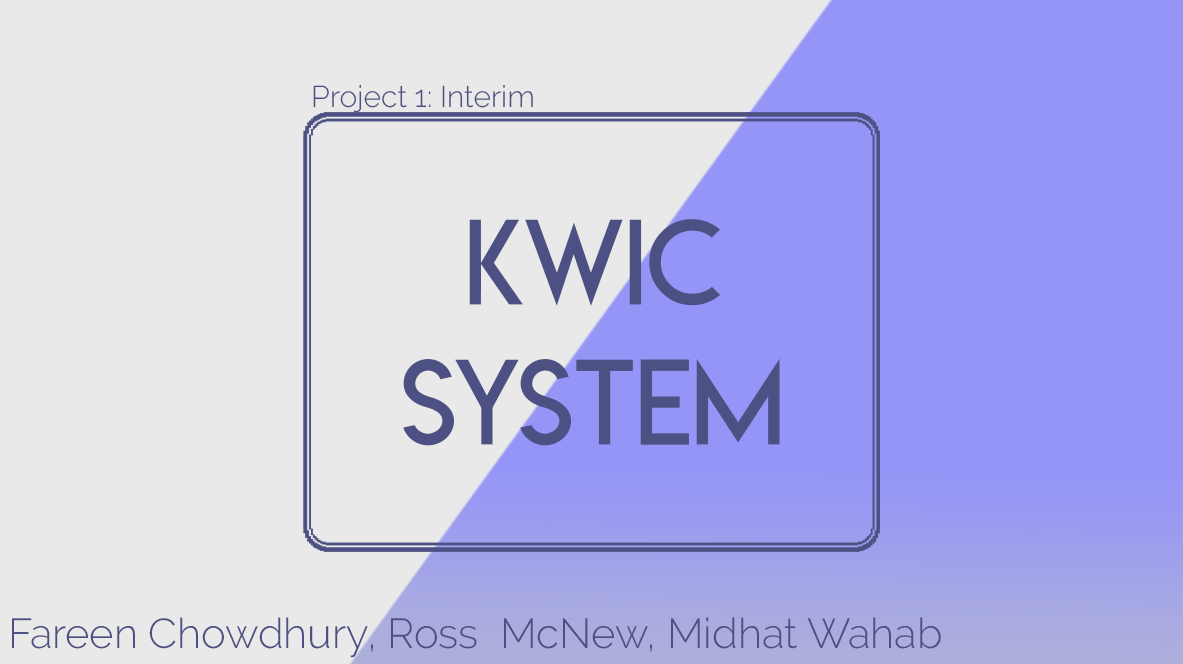 Project 1: Interim
KWIC
SYSTEM
Fareen Chowdhury, Ross McNew, Midhat Wahab